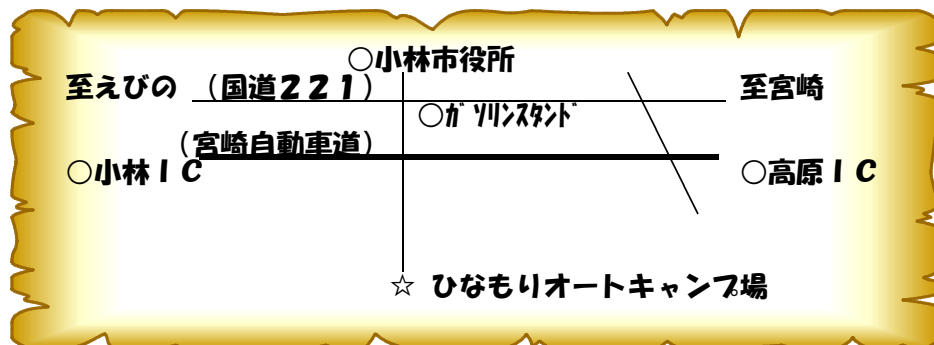 ○小林市役所
至えびの （国道２２１） 至宮崎
○ｶﾞｿﾘﾝｽﾀﾝﾄﾞ
（宮崎自動車道）
○小林ＩＣ ○高原ＩＣ
☆ ひなもりオートキャンプ場